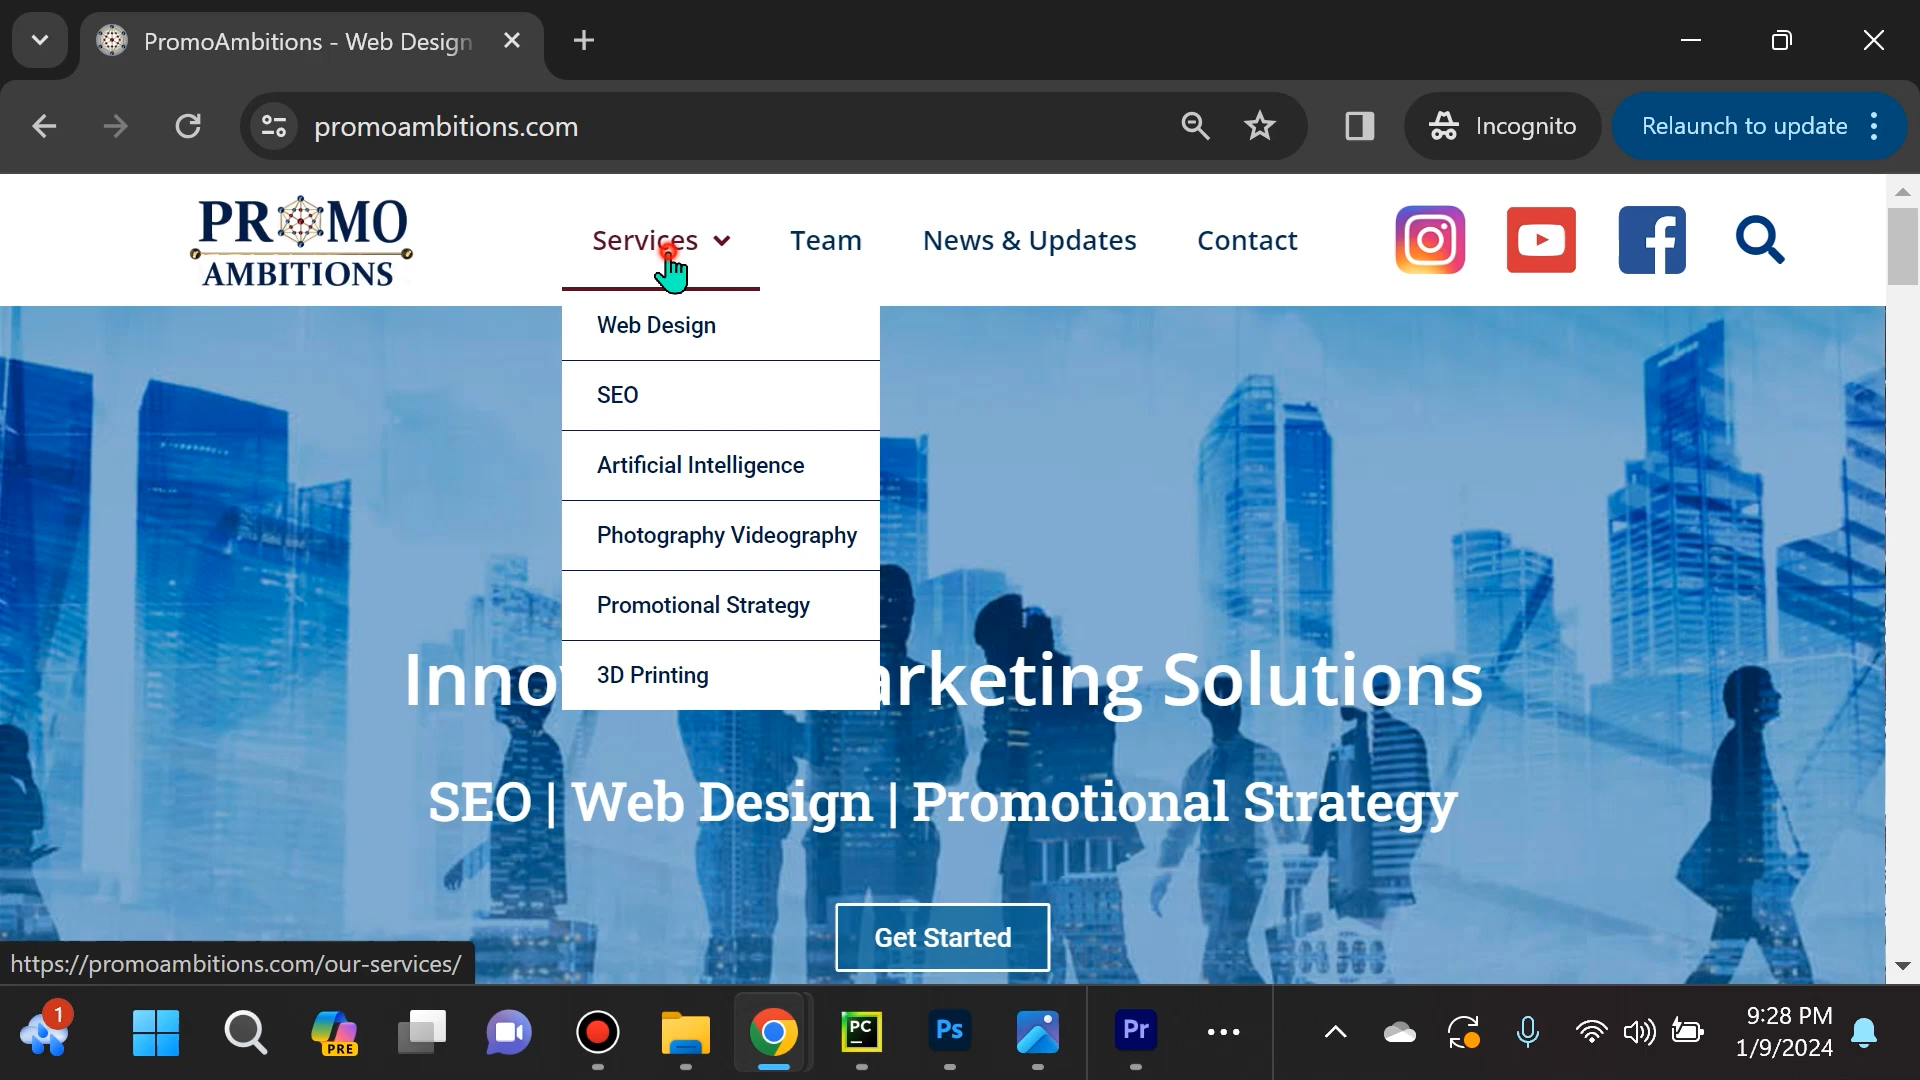 PromoAmbitions - Web Design
promoambitions.com
Incognito
Relaunch to update
PROMO
AMBITIONS
Services
Team
News & Updates
Contact
Web Design
SEO
Artificial Intelligence
Photography Videography
Promotional Strategy
3D Printing
Inno arketing Solutions
SEO | Web Design | Promotional Strategy
Get Started
https://promoambitions.com/our-services/
1
PRE
PC
Ps
Pr
9:28 PM
1/9/2024